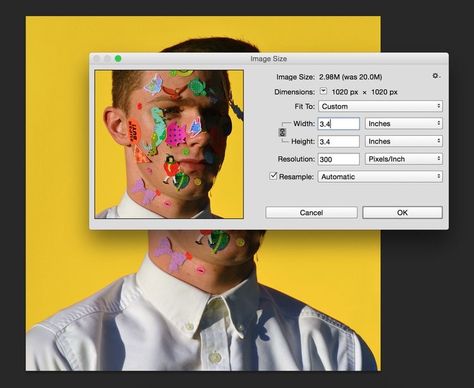 Image Size
Image Size: 2.98M (was 20.0M)
Dimensions: 1020 px × 1020 px
Fit To: Custom
Width: 3.4 Inches
Height: 3.4 Inches
Resolution: 300 Pixels/Inch
Resample: Automatic
Cancel OK